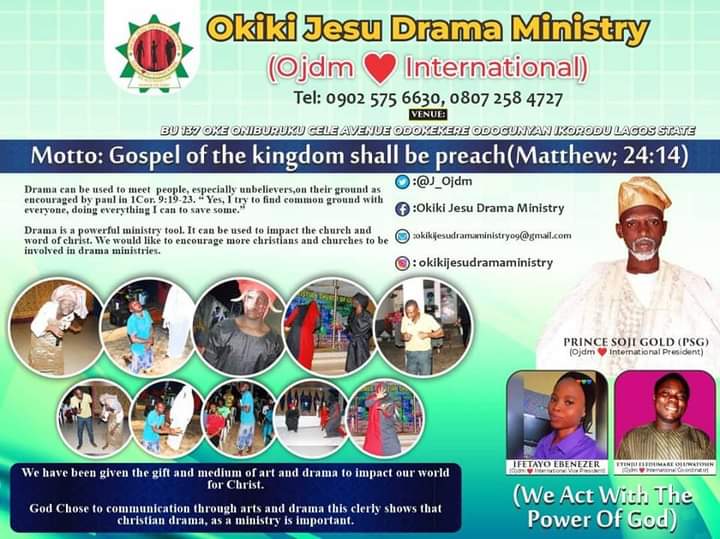 Okiki Jesu Drama Ministry
(Ojdm ❤ International)
Tel: 0902 575 6630, 0807 258 4727
VENUE:
BU 137 OKE ONIBURUKU CELE AVENUE ODOKEKERE ODOGUNYAN IKORODU LAGOS STATE
Motto: Gospel of the kingdom shall be preach(Matthew; 24:14)
Drama can be used to meet people, especially unbelievers,on their ground as
encouraged by paul in 1Cor. 9:19-23. “ Yes, I try to find common ground with
everyone, doing everything I can to save some.”
Drama is a powerful ministry tool. It can be used to impact the church and
word of christ. We would like to encourage more christians and churches to be
involved in drama ministries.
:@J_Ojdm
:Okiki Jesu Drama Ministry
:okikijesudramaministry09@gmail.com
: okikijesudramaministry
PRINCE SOJI GOLD (PSG)
(Ojdm ❤ International President)
IFETAYO EBENEZER
(Ojdm ❤ International Vice President)
ELEDUMARE OLUWATOSIN
(Ojdm ❤ International Coordinator)
We have been given the gift and medium of art and drama to impact our world
for Christ.
God Chose to communication through arts and drama this clerly shows that
christian drama, as a ministry is important.
(We Act With The
Power Of God)